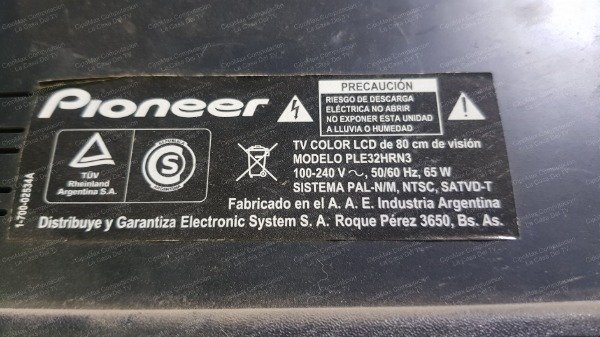 Pioneer
PRECAUCIÓN
RIESGO DE DESCARGA
ELÉCTRICA NO ABRIR
NO EXPONER ESTA UNIDAD
A LLUVIA O HUMEDAD
TÜV
Rheinland
Argentina S.A.
S
TV COLOR LCD de 80 cm de visión
MODELO PLE32HRN3
100-240 V ~, 50/60 Hz, 65 W
SISTEMA PAL-N/M, NTSC, SATVD-T
Fabricado en el A. A. E. Industria Argentina
Distribuye y Garantiza Electronic System S. A. Roque Pérez 3650, Bs. As.
1-700-02834A